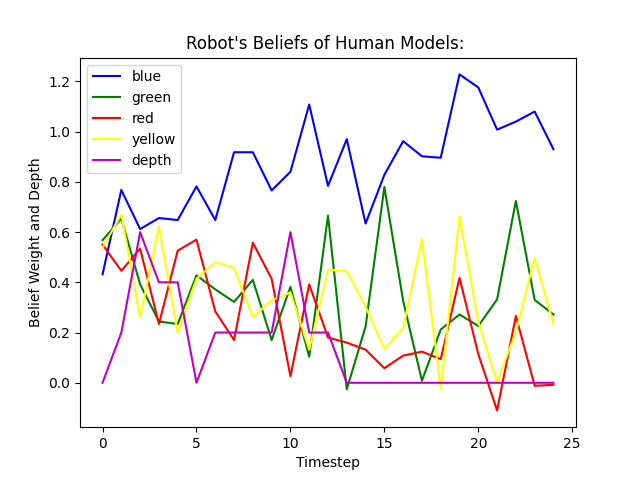 Robot's Beliefs of Human Models:
blue
green
red
yellow
depth
Belief Weight and Depth
1.2
1.0
0.8
0.6
0.4
0.2
0.0
0 5 10 15 20 25
Timestep